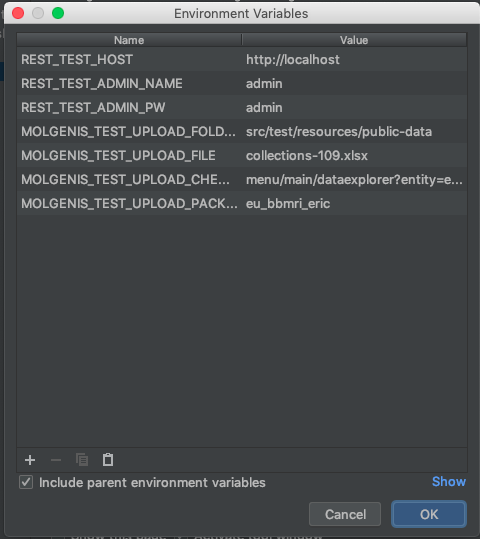 Environment Variables
Name Value
REST_TEST_HOST http://localhost
REST_TEST_ADMIN_NAME admin
REST_TEST_ADMIN_PW admin
MOLGENIS_TEST_UPLOAD_FOLD... src/test/resources/public-data
MOLGENIS_TEST_UPLOAD_FILE collections-109.xlsx
MOLGENIS_TEST_UPLOAD_CHE... menu/main/dataexplorer?entity=e...
MOLGENIS_TEST_UPLOAD_PACK... eu_bbmri_eric
Include parent environment variables Show
Cancel OK